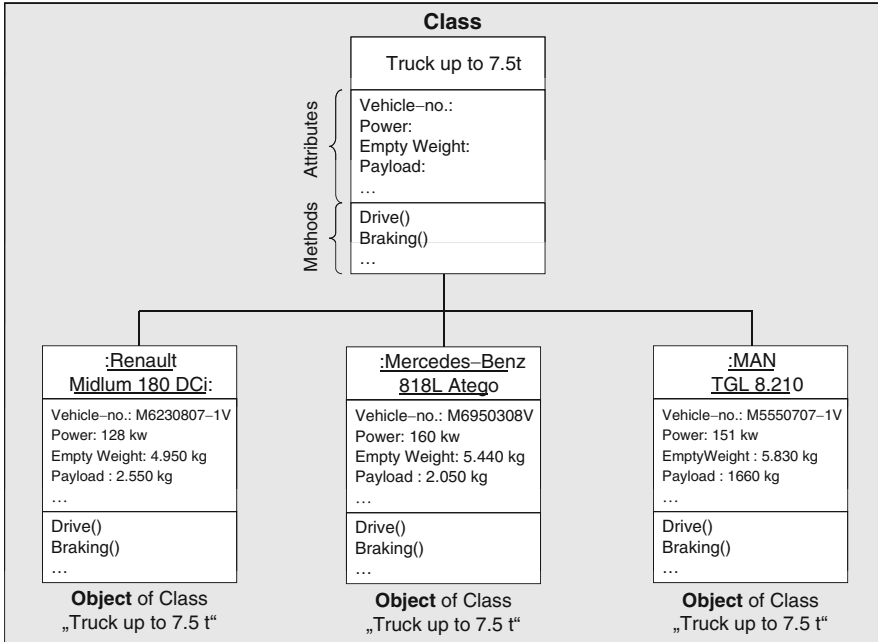 Class
Truck up to 7.5t
Attributes
Vehicle–no.:
Power:
Empty Weight:
Payload:
…
Methods
Drive()
Braking()
…
:Renault
Midlum 180 DCi:
Vehicle–no.: M6230807–1V
Power: 128 kw
Empty Weight: 4.950 kg
Payload : 2.550 kg
…
Drive()
Braking()
…
Object of Class
„Truck up to 7.5 t“
:Mercedes–Benz
818L Atego
Vehicle–no.: M6950308V
Power: 160 kw
Empty Weight: 5.440 kg
Payload : 2.050 kg
…
Drive()
Braking()
…
Object of Class
„Truck up to 7.5 t“
:MAN
TGL 8.210
Vehicle–no.: M5550707–1V
Power: 151 kw
EmptyWeight : 5.830 kg
Payload : 1660 kg
…
Drive()
Braking()
…
Object of Class
„Truck up to 7.5 t“